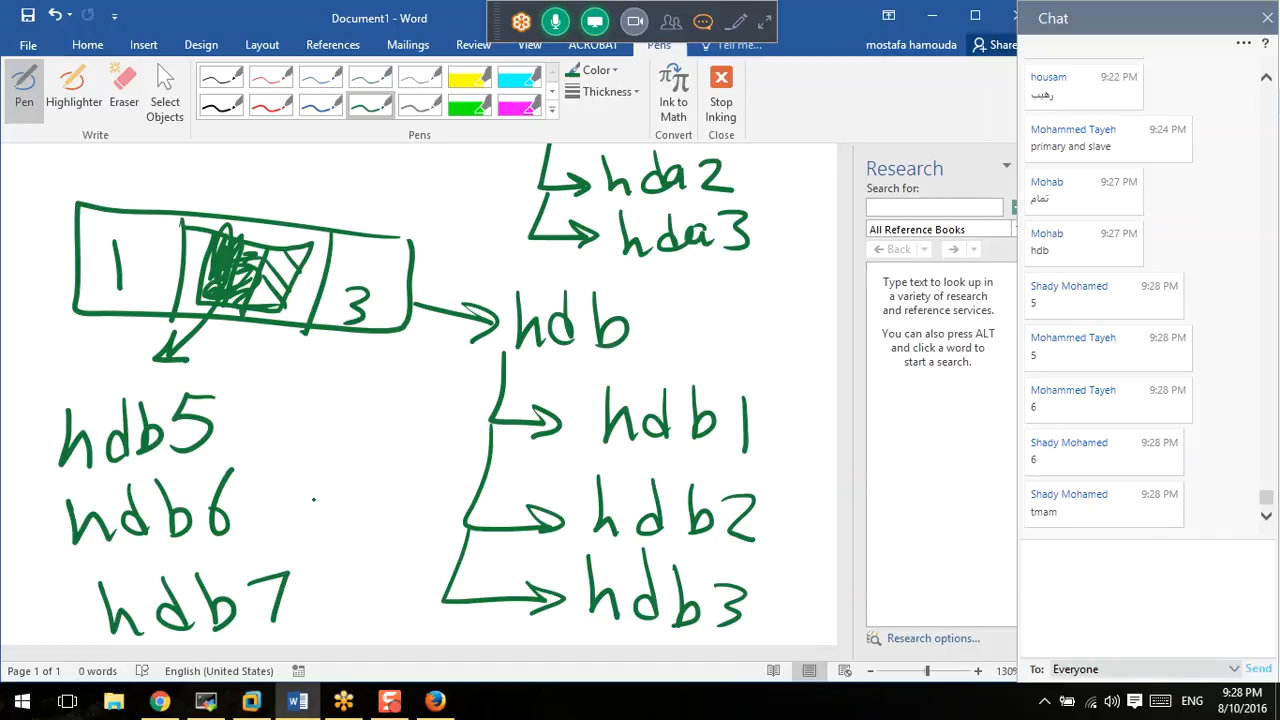 Document1 - Word
File Home Insert Design Layout References Mailings Review View ACROBAT Pens Tell me...
mostafa hamouda Share
Pen Highlighter Eraser Select Objects
Write
Pens
Color
Thickness
Ink to Math
Convert
Stop Inking
Close
hda2
hda3
1 3
hdb
hdb1
hdb2
hdb3
hdb5
hdb6
hdb7
Research
Search for:
All Reference Books
Back
Type text to look up in
a variety of research
and reference services.
You can also press ALT
and click a word to
start a search.
Research options...
Chat
... ?
housam 9:22 PM
رهيب
Mohammed Tayeh 9:24 PM
primary and slave
Mohab 9:27 PM
تمام
Mohab 9:27 PM
hdb
Shady Mohamed 9:28 PM
5
Mohammed Tayeh 9:28 PM
5
Mohammed Tayeh 9:28 PM
6
Shady Mohamed 9:28 PM
6
Shady Mohamed 9:28 PM
tmam
To: Everyone Send
Page 1 of 1 0 words English (United States) 130%
ENG 9:28 PM
8/10/2016